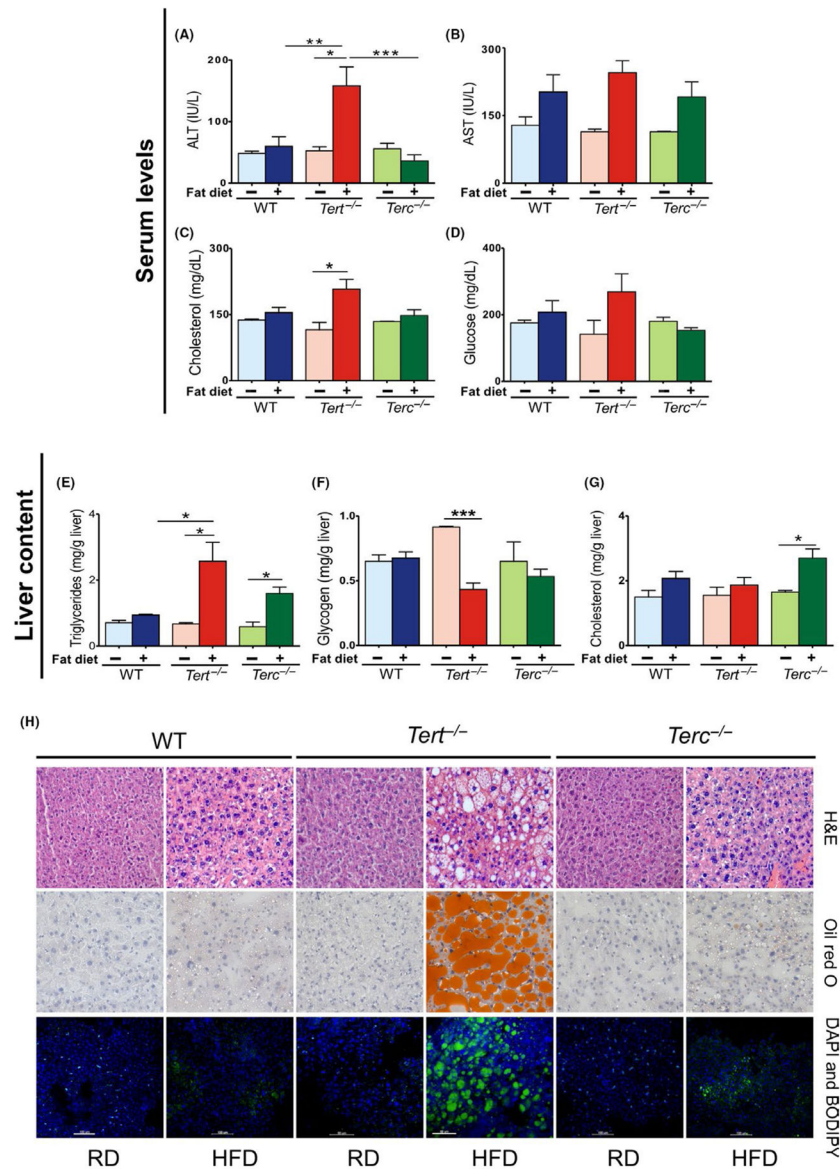 Serum levels
(A)
ALT (IU/L)
200
100
0
** 
* ***
Fat diet − + − + − +
WT Tert−/− Terc−/−
(B)
AST (IU/L)
300
150
0
Fat diet − + − + − +
WT Tert−/− Terc−/−
(C)
Cholesterol (mg/dL)
300
150
0
*
Fat diet − + − + − +
WT Tert−/− Terc−/−
(D)
Glucose (mg/dL)
400
200
0
Fat diet − + − + − +
WT Tert−/− Terc−/−
Liver content
(E)
Triglycerides (mg/g liver)
4
2
0
*
* *
Fat diet − + − + − +
WT Tert−/− Terc−/−
(F)
Glycogen (mg/g liver)
1.0
0.5
0.0
***
− + − + − +
WT Tert−/− Terc−/−
(G)
Cholesterol (mg/g liver)
4
2
0
*
Fat diet − + − + − +
WT Tert−/− Terc−/−
(H)
WT Tert−/− Terc−/−
H&E
Oil red O
DAPI and BODIPY
RD HFD RD HFD RD HFD